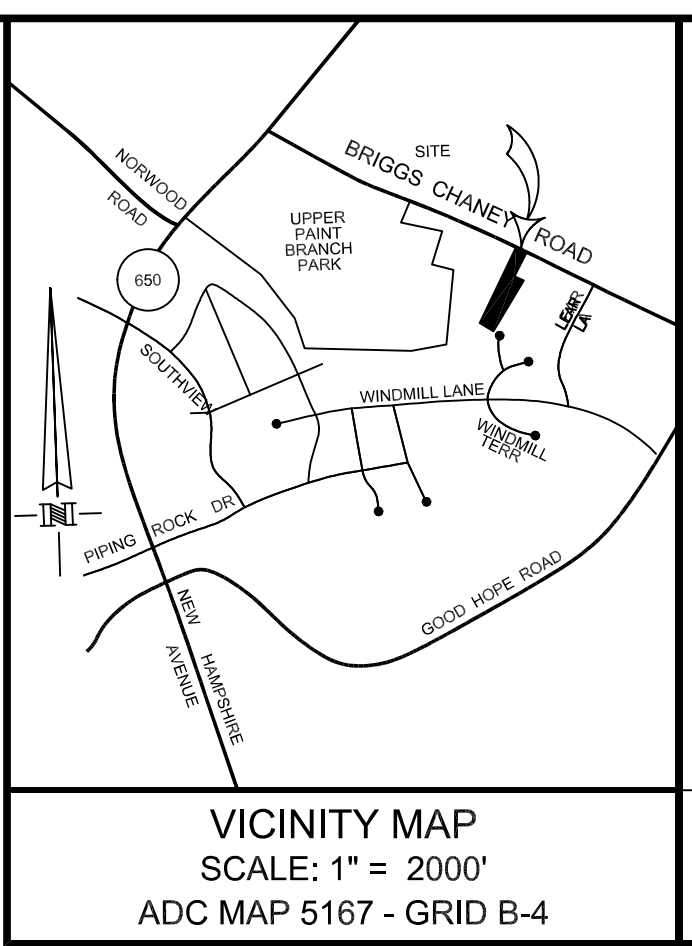 SITE
BRIGGS CHANEY ROAD
NORWOOD
ROAD
UPPER
PAINT
BRANCH
PARK
650
SOUTHVIEW
WINDMILL LANE
WINDMILL
TERR
PIPING ROCK DR
N
GOOD HOPE ROAD
NEW HAMPSHIRE
AVENUE
VICINITY MAP
SCALE: 1" = 2000'
ADC MAP 5167 - GRID B-4